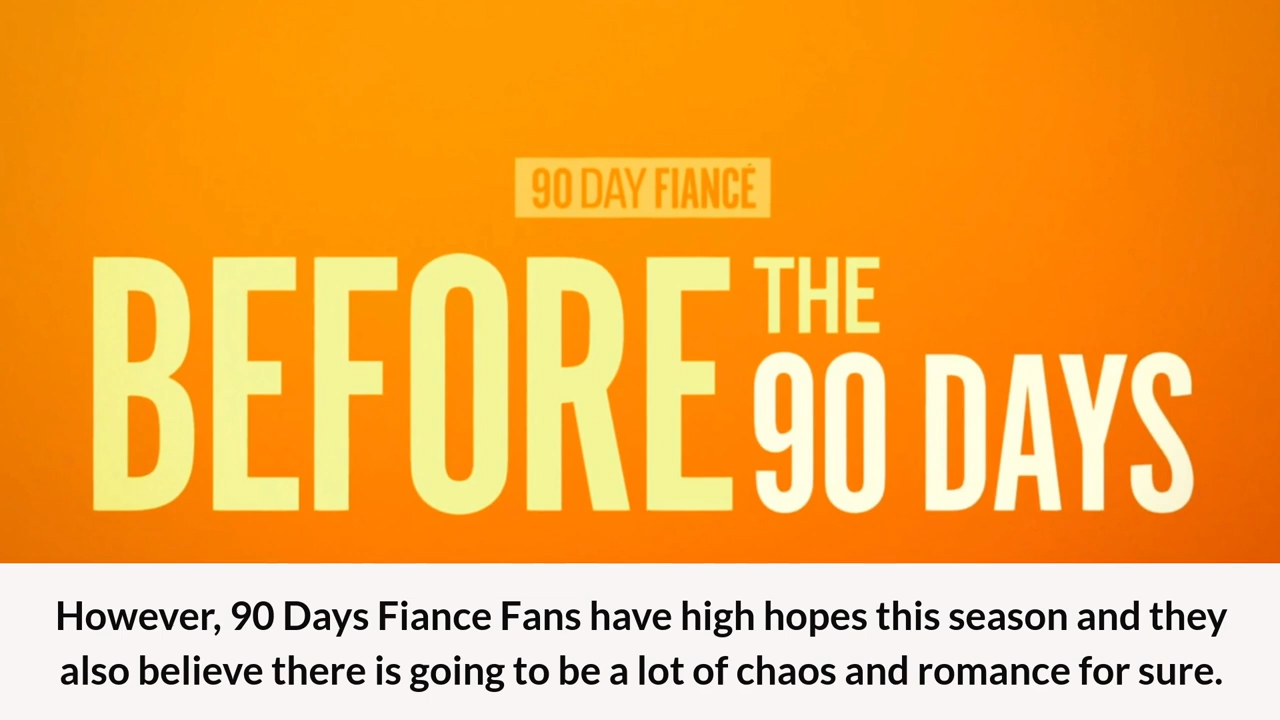 90 DAY FIANCÉ
BEFORE THE
90 DAYS
However, 90 Days Fiance Fans have high hopes this season and they
also believe there is going to be a lot of chaos and romance for sure.